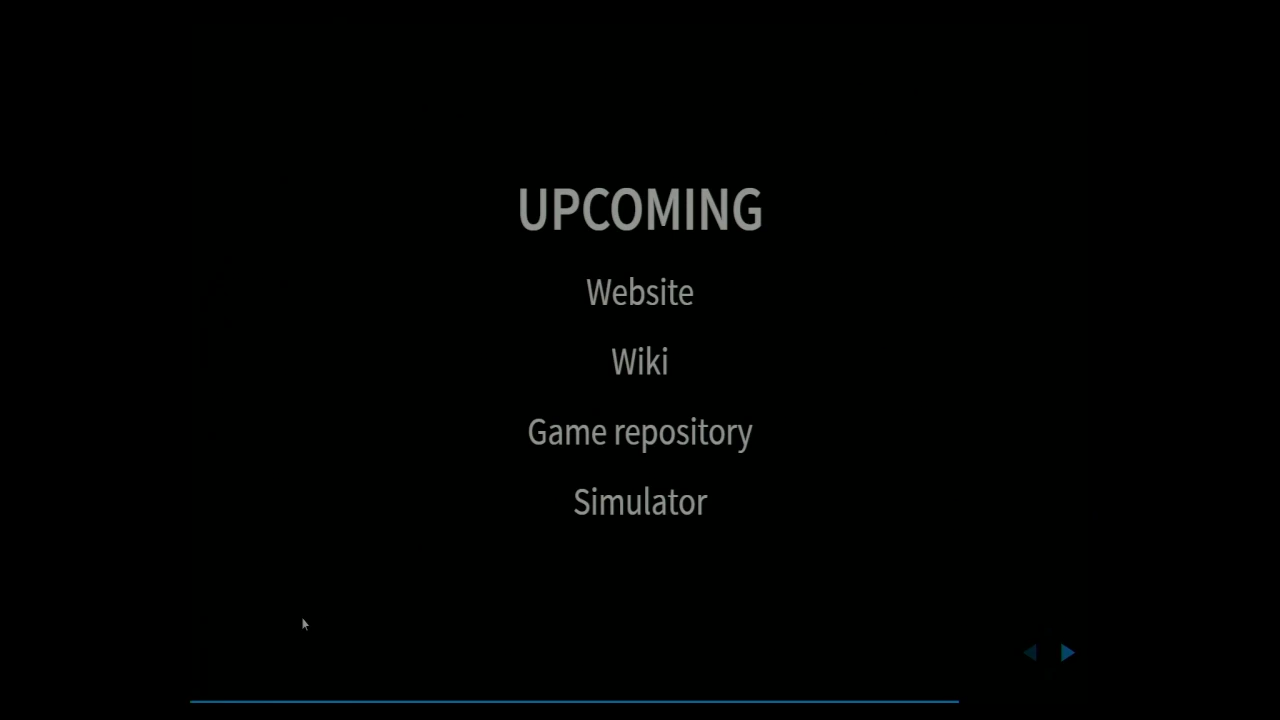 UPCOMING
Website
Wiki
Game repository
Simulator